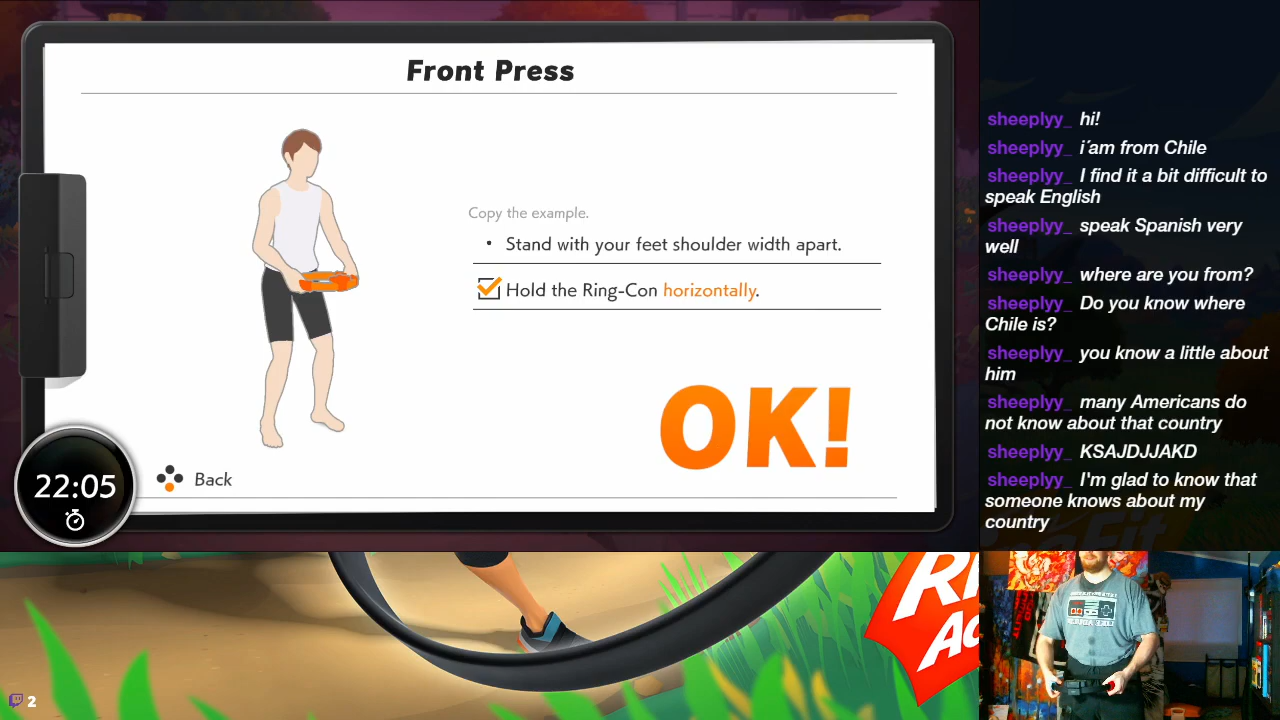 Front Press
Copy the example.
• Stand with your feet shoulder width apart.
Hold the Ring-Con horizontally.
OK!
22:05
Back
2
sheeplyy_ hi!
sheeplyy_ i´am from Chile
sheeplyy_ I find it a bit difficult to
speak English
sheeplyy_ speak Spanish very
well
sheeplyy_ where are you from?
sheeplyy_ Do you know where
Chile is?
sheeplyy_ you know a little about
him
sheeplyy_ many Americans do
not know about that country
sheeplyy_ KSAJDJJAKD
sheeplyy_ I'm glad to know that
someone knows about my
country